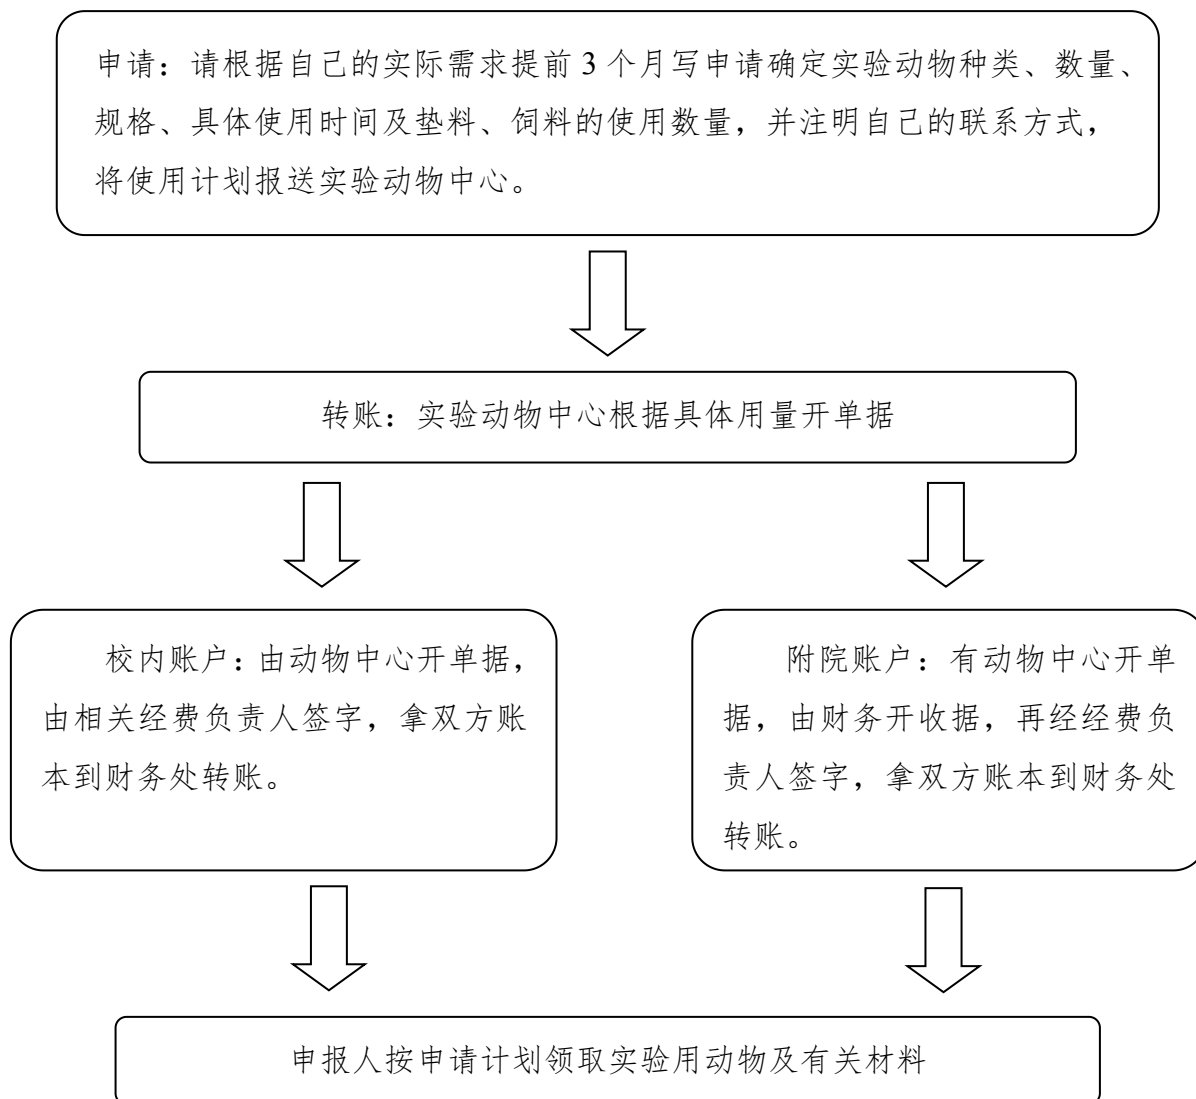 申请：请根据自己的实际需求提前 3 个月写申请确定实验动物种类、数量、
规格、具体使用时间及垫料、饲料的使用数量，并注明自己的联系方式，
将使用计划报送实验动物中心。
转账：实验动物中心根据具体用量开单据
校内账户：由动物中心开单据，
由相关经费负责人签字，拿双方账
本到财务处转账。
附院账户：有动物中心开单
据，由财务开收据，再经经费负
责人签字，拿双方账本到财务处
转账。
申报人按申请计划领取实验用动物及有关材料